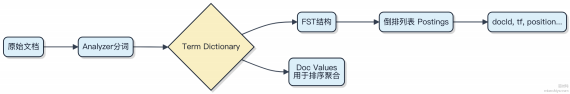 原始文档
Analyzer分词
Term Dictionary
FST结构
倒排列表 Postings
docId, tf, position...
Doc Values
用于排序聚合